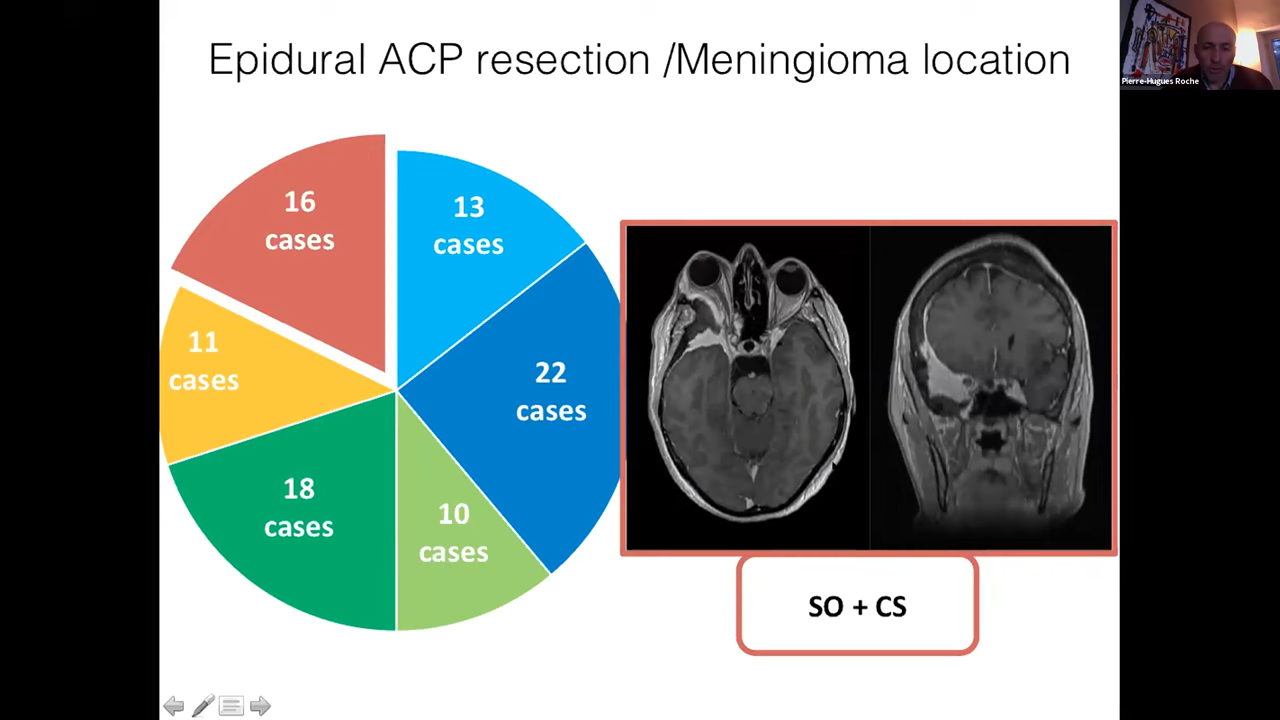 Epidural ACP resection /Meningioma location
Pierre-Hugues Roche
16
cases
13
cases
11
cases
22
cases
18
cases
10
cases
SO + CS